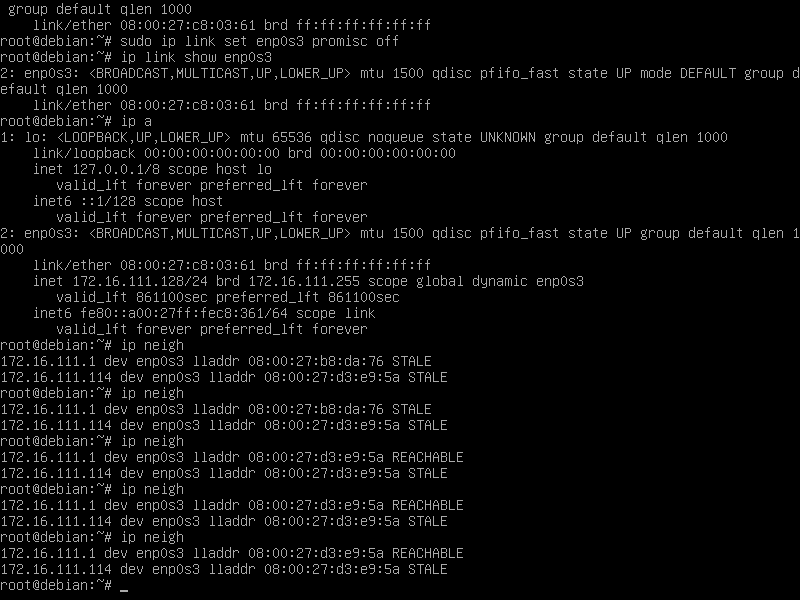 group default qlen 1000
    link/ether 08:00:27:c8:03:61 brd ff:ff:ff:ff:ff:ff
root@debian:~# sudo ip link set enp0s3 promisc off
root@debian:~# ip link show enp0s3
2: enp0s3: <BROADCAST,MULTICAST,UP,LOWER_UP> mtu 1500 qdisc pfifo_fast state UP mode DEFAULT group d
efault qlen 1000
    link/ether 08:00:27:c8:03:61 brd ff:ff:ff:ff:ff:ff
root@debian:~# ip a
1: lo: <LOOPBACK,UP,LOWER_UP> mtu 65536 qdisc noqueue state UNKNOWN group default qlen 1000
    link/loopback 00:00:00:00:00:00 brd 00:00:00:00:00:00
    inet 127.0.0.1/8 scope host lo
       valid_lft forever preferred_lft forever
    inet6 ::1/128 scope host
       valid_lft forever preferred_lft forever
2: enp0s3: <BROADCAST,MULTICAST,UP,LOWER_UP> mtu 1500 qdisc pfifo_fast state UP group default qlen 1
000
    link/ether 08:00:27:c8:03:61 brd ff:ff:ff:ff:ff:ff
    inet 172.16.111.128/24 brd 172.16.111.255 scope global dynamic enp0s3
       valid_lft 861100sec preferred_lft 861100sec
    inet6 fe80::a00:27ff:fec8:361/64 scope link
       valid_lft forever preferred_lft forever
root@debian:~# ip neigh
172.16.111.1 dev enp0s3 lladdr 08:00:27:b8:da:76 STALE
172.16.111.114 dev enp0s3 lladdr 08:00:27:d3:e9:5a STALE
root@debian:~# ip neigh
172.16.111.1 dev enp0s3 lladdr 08:00:27:b8:da:76 STALE
172.16.111.114 dev enp0s3 lladdr 08:00:27:d3:e9:5a STALE
root@debian:~# ip neigh
172.16.111.1 dev enp0s3 lladdr 08:00:27:d3:e9:5a REACHABLE
172.16.111.114 dev enp0s3 lladdr 08:00:27:d3:e9:5a STALE
root@debian:~# ip neigh
172.16.111.1 dev enp0s3 lladdr 08:00:27:d3:e9:5a REACHABLE
172.16.111.114 dev enp0s3 lladdr 08:00:27:d3:e9:5a STALE
root@debian:~# ip neigh
172.16.111.1 dev enp0s3 lladdr 08:00:27:d3:e9:5a REACHABLE
172.16.111.114 dev enp0s3 lladdr 08:00:27:d3:e9:5a STALE
root@debian:~# _